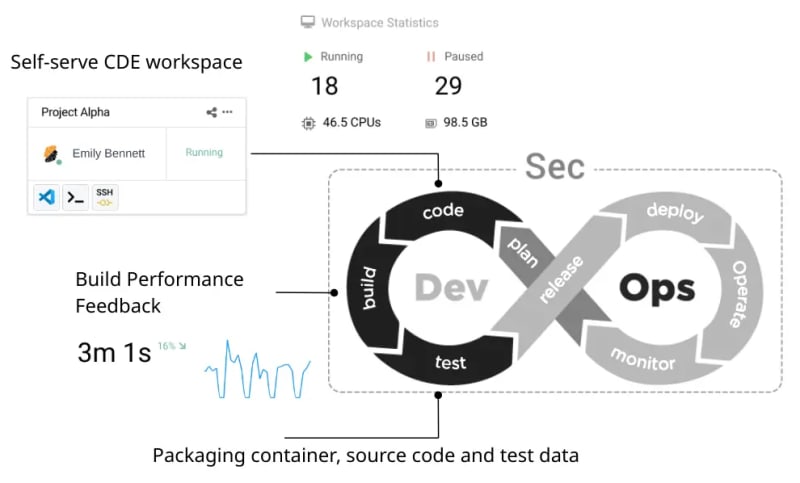 Workspace Statistics
Running
Paused
18
29
46.5 CPUs
98.5 GB
Self-serve CDE workspace
Project Alpha
Emily Bennett
Running
SSH
Sec
code
plan
build
Dev
test
release
deploy
Ops
Operate
monitor
Build Performance
Feedback
3m 1s
16%
Packaging container, source code and test data